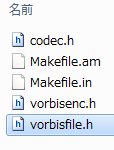 名前
codec.h
Makefile.am
Makefile.in
vorbisenc.h
vorbisfile.h